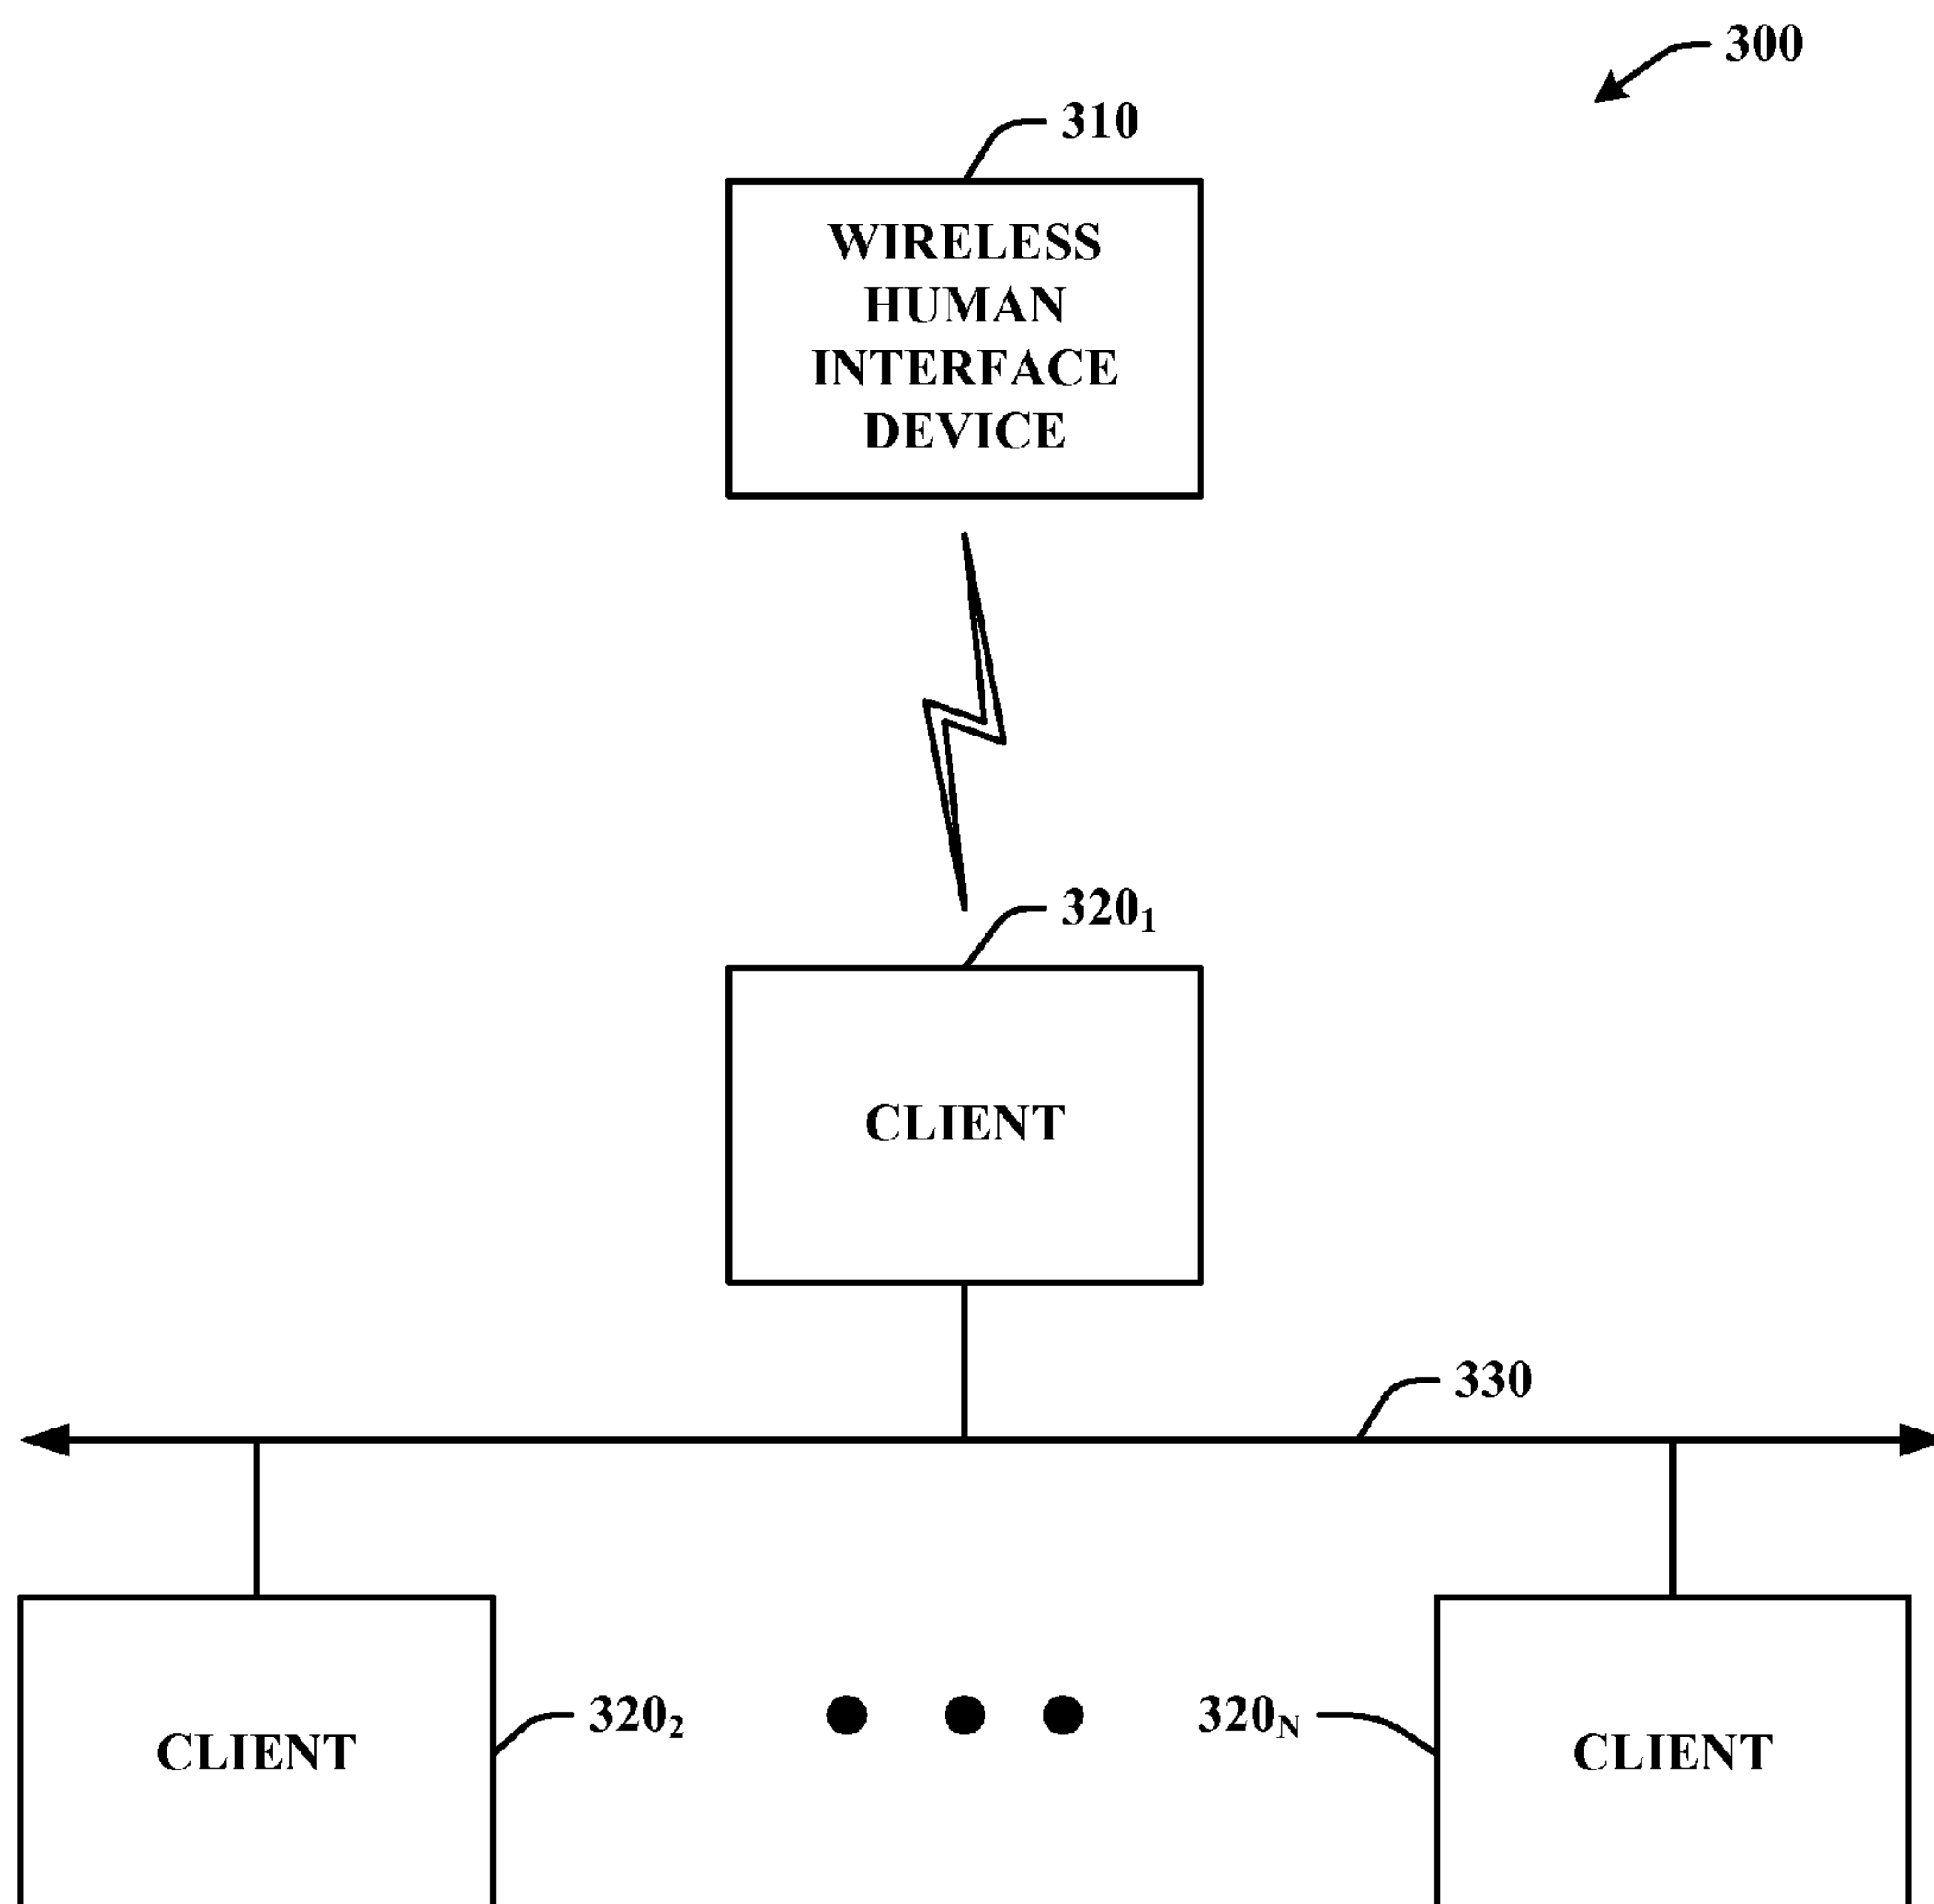 300
310
WIRELESS
HUMAN
INTERFACE
DEVICE
320₁
CLIENT
330
CLIENT
320₂
320ₙ
CLIENT